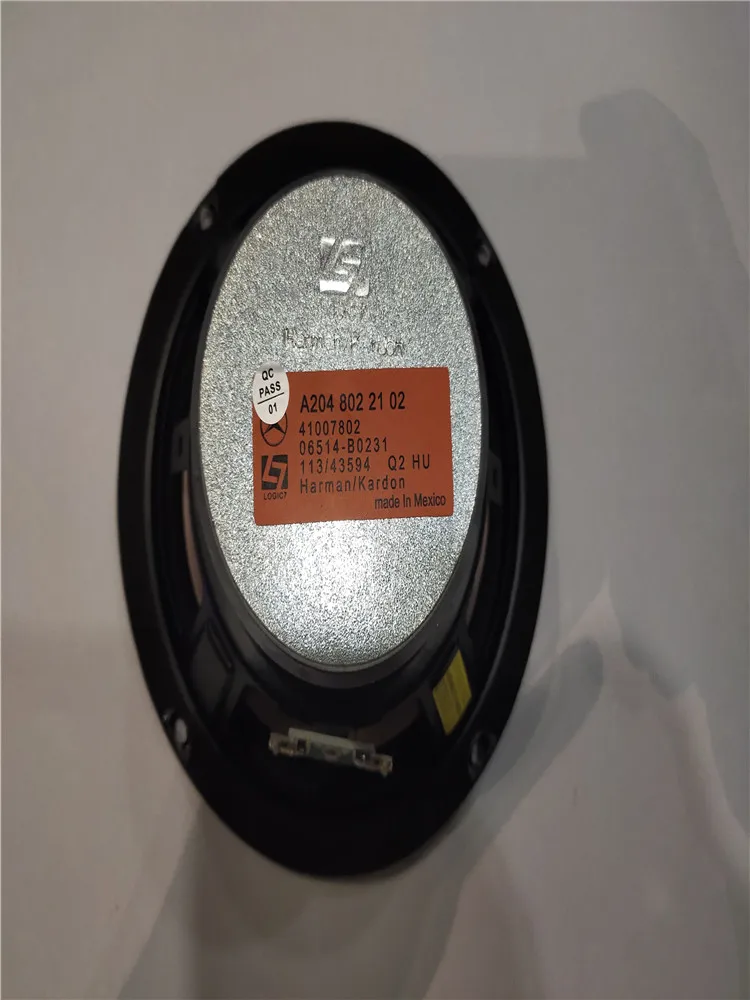 QC
PASS
01
A204 802 21 02
41007802
06514-B0231
113/43594 Q2 HU
LOGIC7
Harman/Kardon
made In Mexico